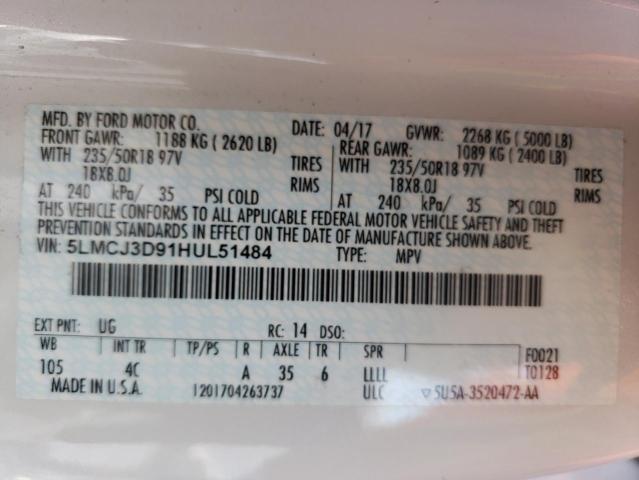 MFD. BY FORD MOTOR CO.
DATE: 04/17 GVWR: 2268 KG ( 5000 LB)
FRONT GAWR: 1188 KG ( 2620 LB)
REAR GAWR: 1089 KG ( 2400 LB)
WITH 235/50R18 97V TIRES
WITH 235/50R18 97V TIRES
18X8.0J RIMS
18X8.0J RIMS
AT 240 kPa/ 35 PSI COLD
AT 240 kPa/ 35 PSI COLD
THIS VEHICLE CONFORMS TO ALL APPLICABLE FEDERAL MOTOR VEHICLE SAFETY AND THEFT
PREVENTION STANDARDS IN EFFECT ON THE DATE OF MANUFACTURE SHOWN ABOVE.
VIN: 5LMCJ3D91HUL51484 TYPE: MPV
EXT PNT: UG RC: 14 DSO:
WB INT TR TP/PS R AXLE TR SPR F0021
105 4C A 35 6 LLLL T0128
MADE IN U.S.A. 1201704263737 ULC ▽5U5A-3520472-AA